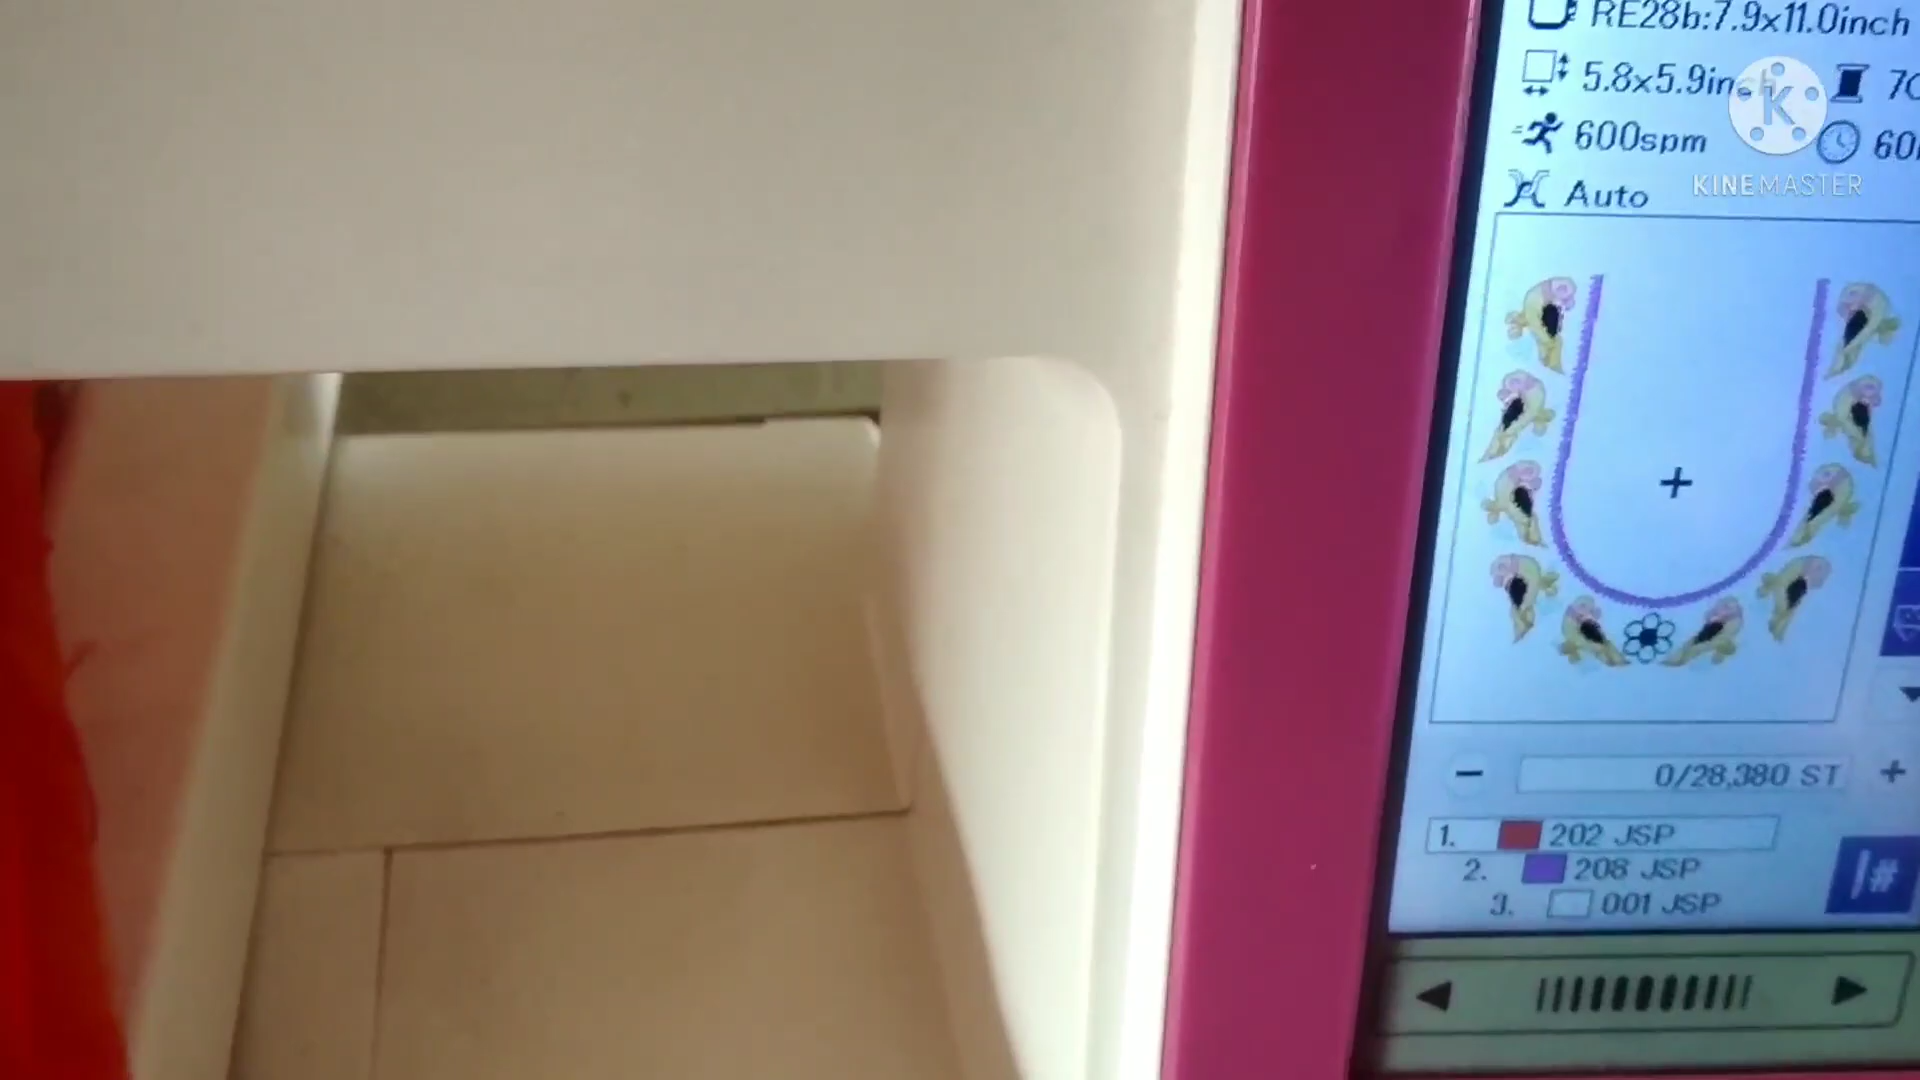 RE28b:7.9x11.0inch
5.8x5.9inch
600spm
Auto
KINEMASTER
0/28,380 ST
1. 202 JSP
2. 208 JSP
3. 001 JSP
#